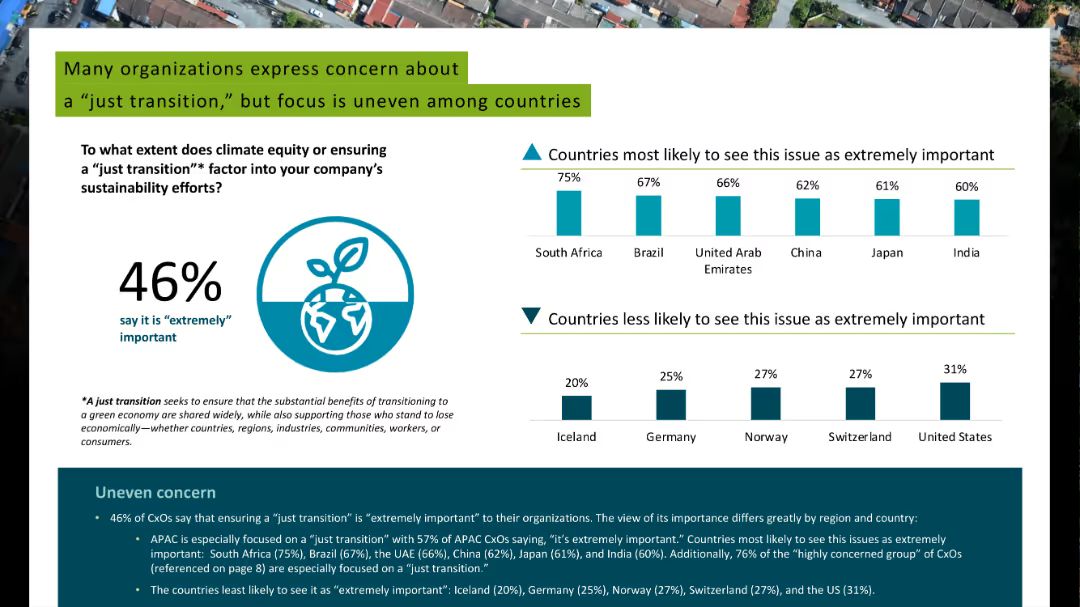 Many organizations express concern about
a “just transition,” but focus is uneven among countries
To what extent does climate equity or ensuring
a “just transition”* factor into your company’s
sustainability efforts?
46%
say it is “extremely”
important
*A just transition seeks to ensure that the substantial benefits of transitioning to
a green economy are shared widely, while also supporting those who stand to lose
economically—whether countries, regions, industries, communities, workers, or
consumers.
Countries most likely to see this issue as extremely important
75% 67% 66% 62% 61% 60%
South Africa Brazil United Arab China Japan India
Emirates
Countries less likely to see this issue as extremely important
20% 25% 27% 27% 31%
Iceland Germany Norway Switzerland United States
Uneven concern
• 46% of CxOs say that ensuring a “just transition” is “extremely important” to their organizations. The view of its importance differs greatly by region and country:
• APAC is especially focused on a “just transition” with 57% of APAC CxOs saying, “it’s extremely important.” Countries most likely to see this issues as extremely
important: South Africa (75%), Brazil (67%), the UAE (66%), China (62%), Japan (61%), and India (60%). Additionally, 76% of the “highly concerned group” of CxOs
(referenced on page 8) are especially focused on a “just transition.”
• The countries least likely to see it as “extremely important”: Iceland (20%), Germany (25%), Norway (27%), Switzerland (27%), and the US (31%).